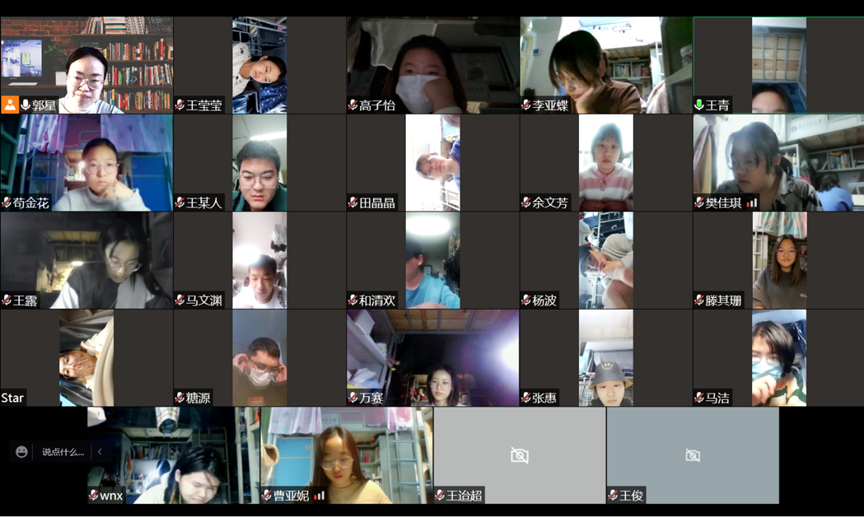 郭星
王莹莹
高子怡
李亚蝶
王青
苟金花
王某人
田晶晶
余文芳
樊佳琪
王露
马文渊
和清欢
杨波
滕其珊
Star
糖源
万赛
张惠
马洁
说点什么...
wnx
曹亚妮
王治超
王俊